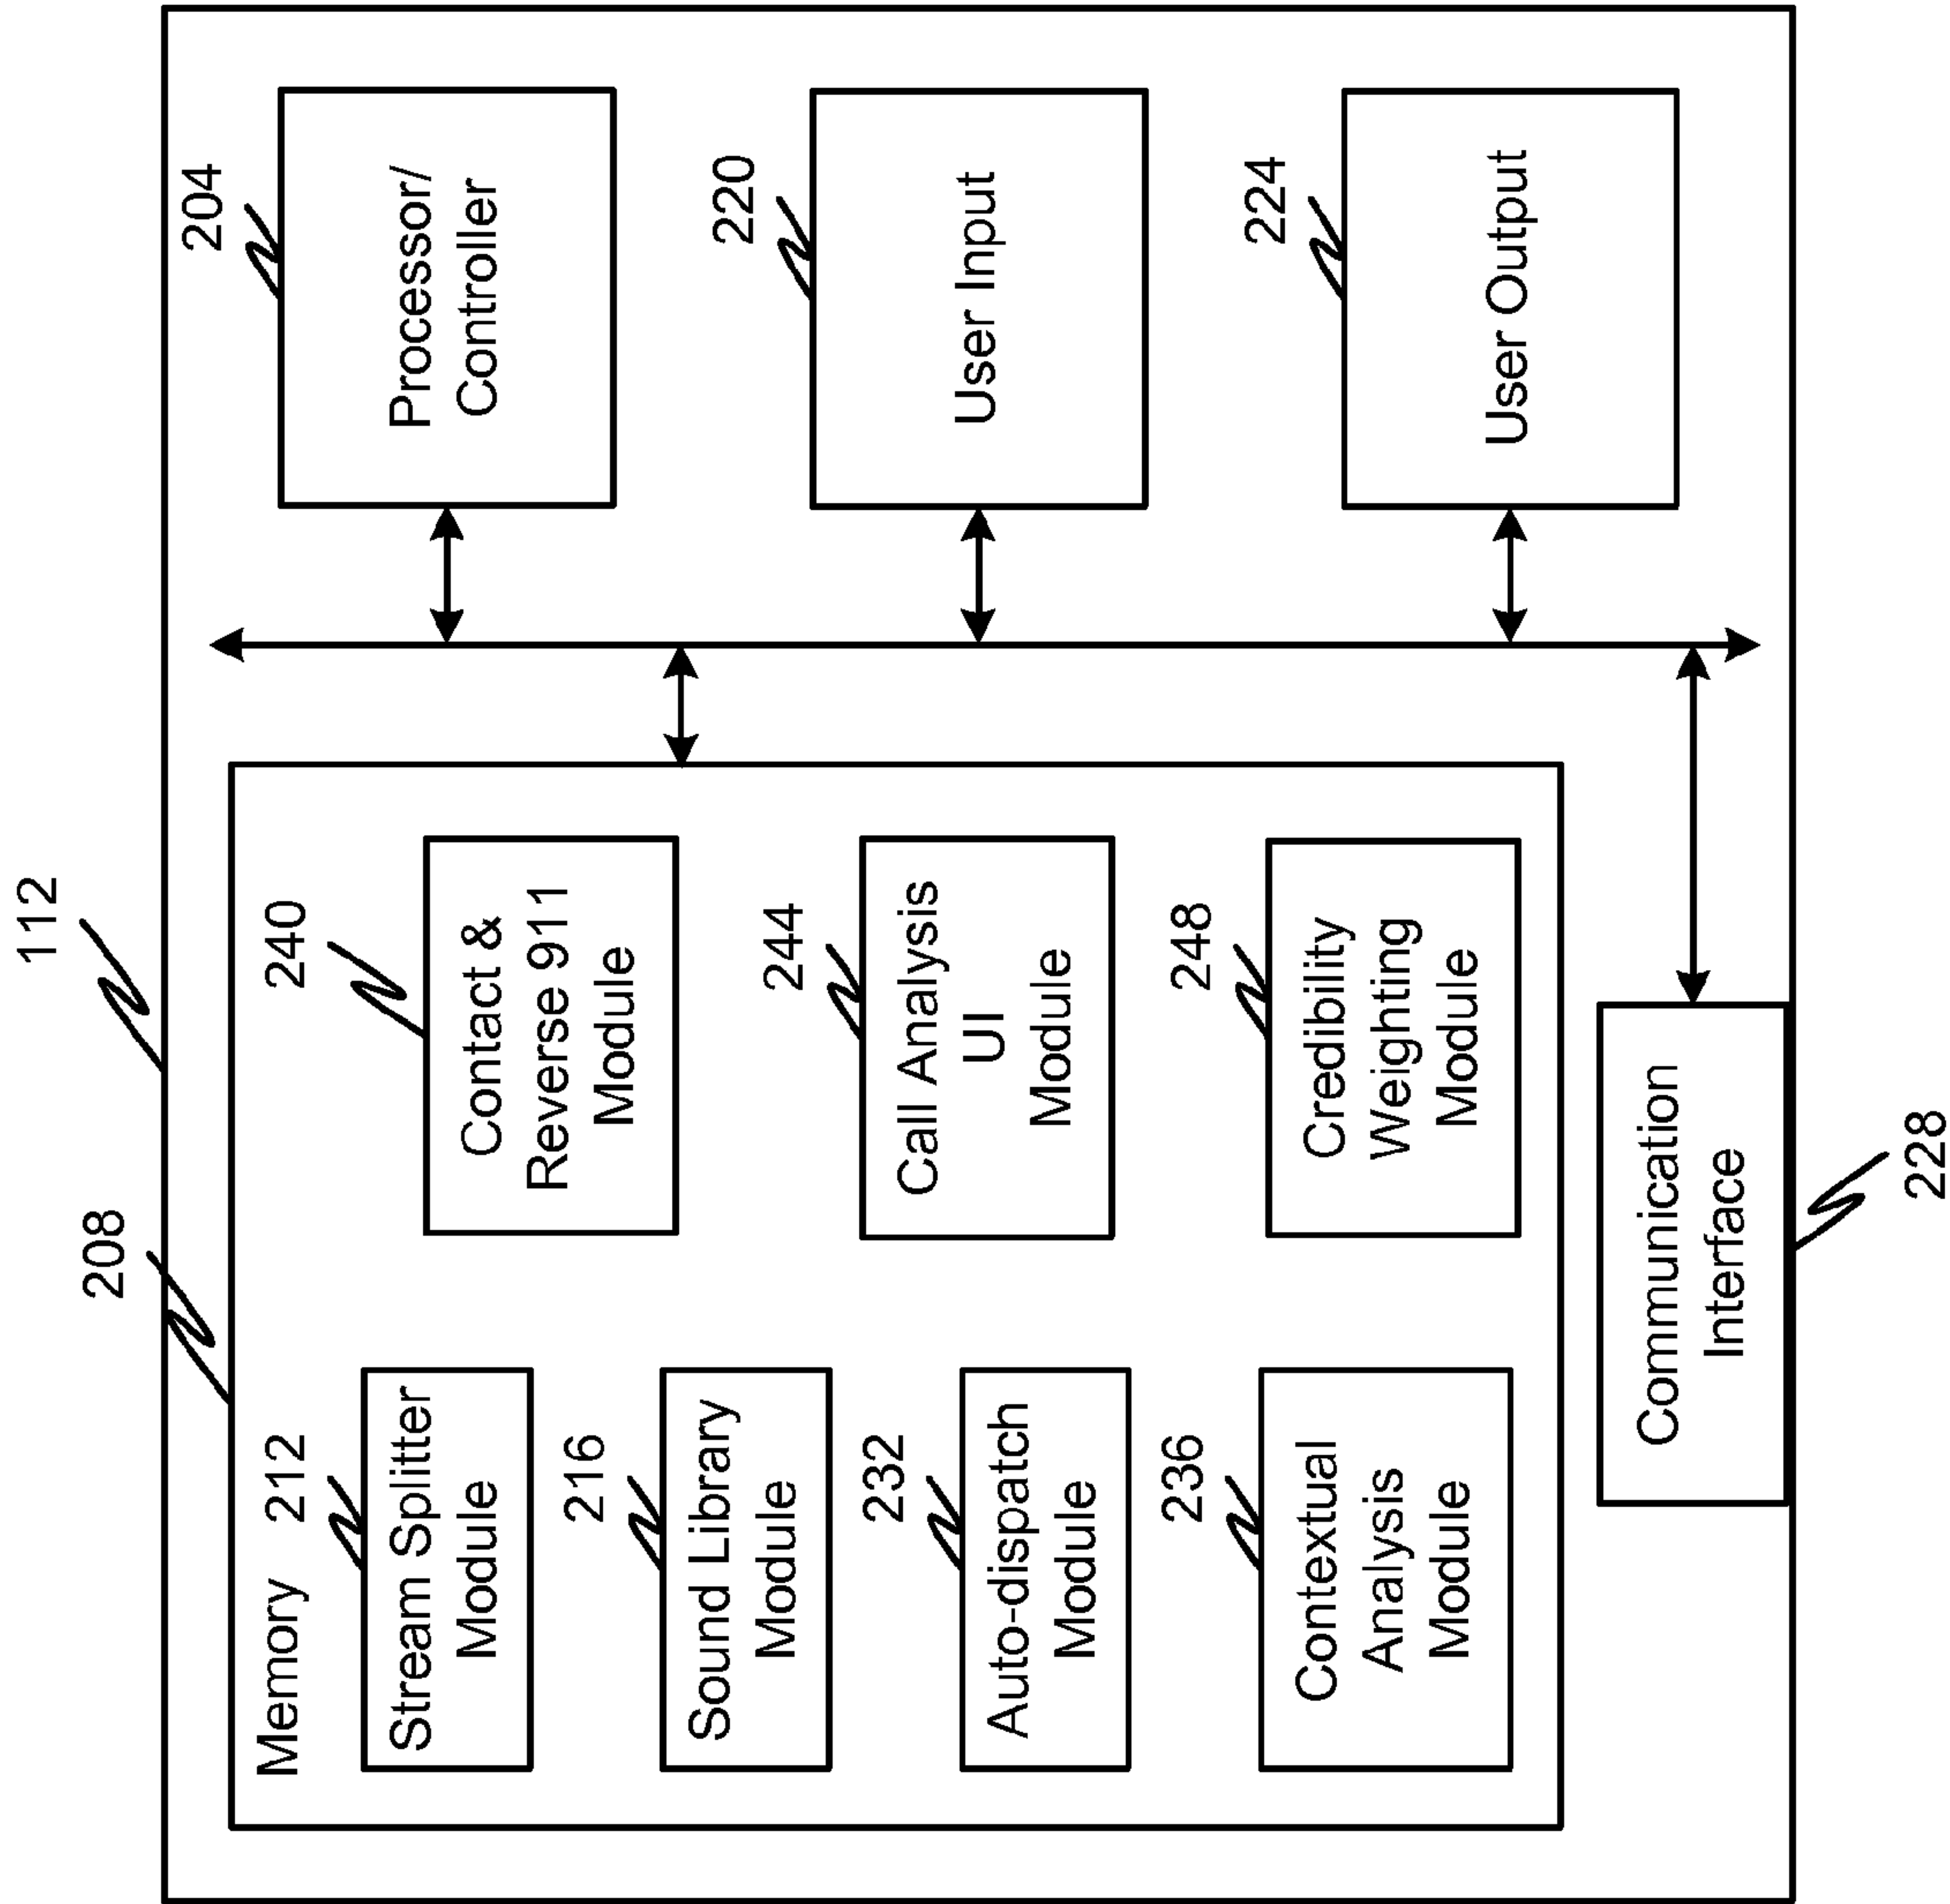 112
208
Memory
212
Stream Splitter
Module
216
Sound Library
Module
232
Auto-dispatch
Module
236
Contextual
Analysis
Module
240
Contact &
Reverse 911
Module
244
Call Analysis
UI
Module
248
Credibility
Weighting
Module
204
Processor/
Controller
220
User Input
224
User Output
Communication
Interface
228